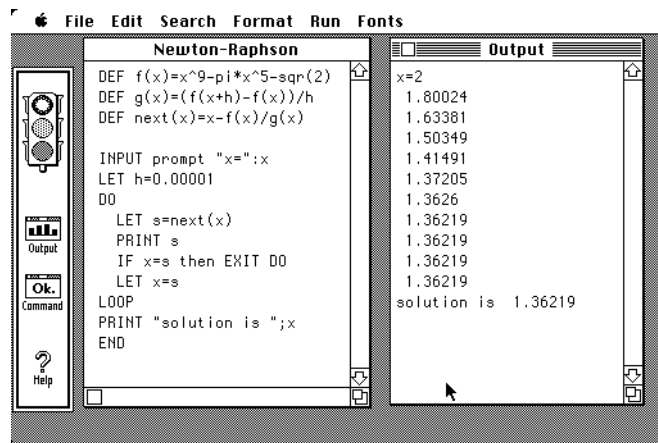 File Edit Search Format Run Fonts
Newton-Raphson
DEF f(x)=x^9-pi*x^5-sqr(2)
DEF g(x)=(f(x+h)-f(x))/h
DEF next(x)=x-f(x)/g(x)
INPUT prompt "x=":x
LET h=0.00001
DO
LET s=next(x)
PRINT s
IF x=s then EXIT DO
LET x=s
LOOP
PRINT "solution is ";x
END
Output
x=2
1.80024
1.63381
1.50349
1.41491
1.37205
1.3626
1.36219
1.36219
1.36219
1.36219
solution is 1.36219
Output
Ok.
Command
?
Help